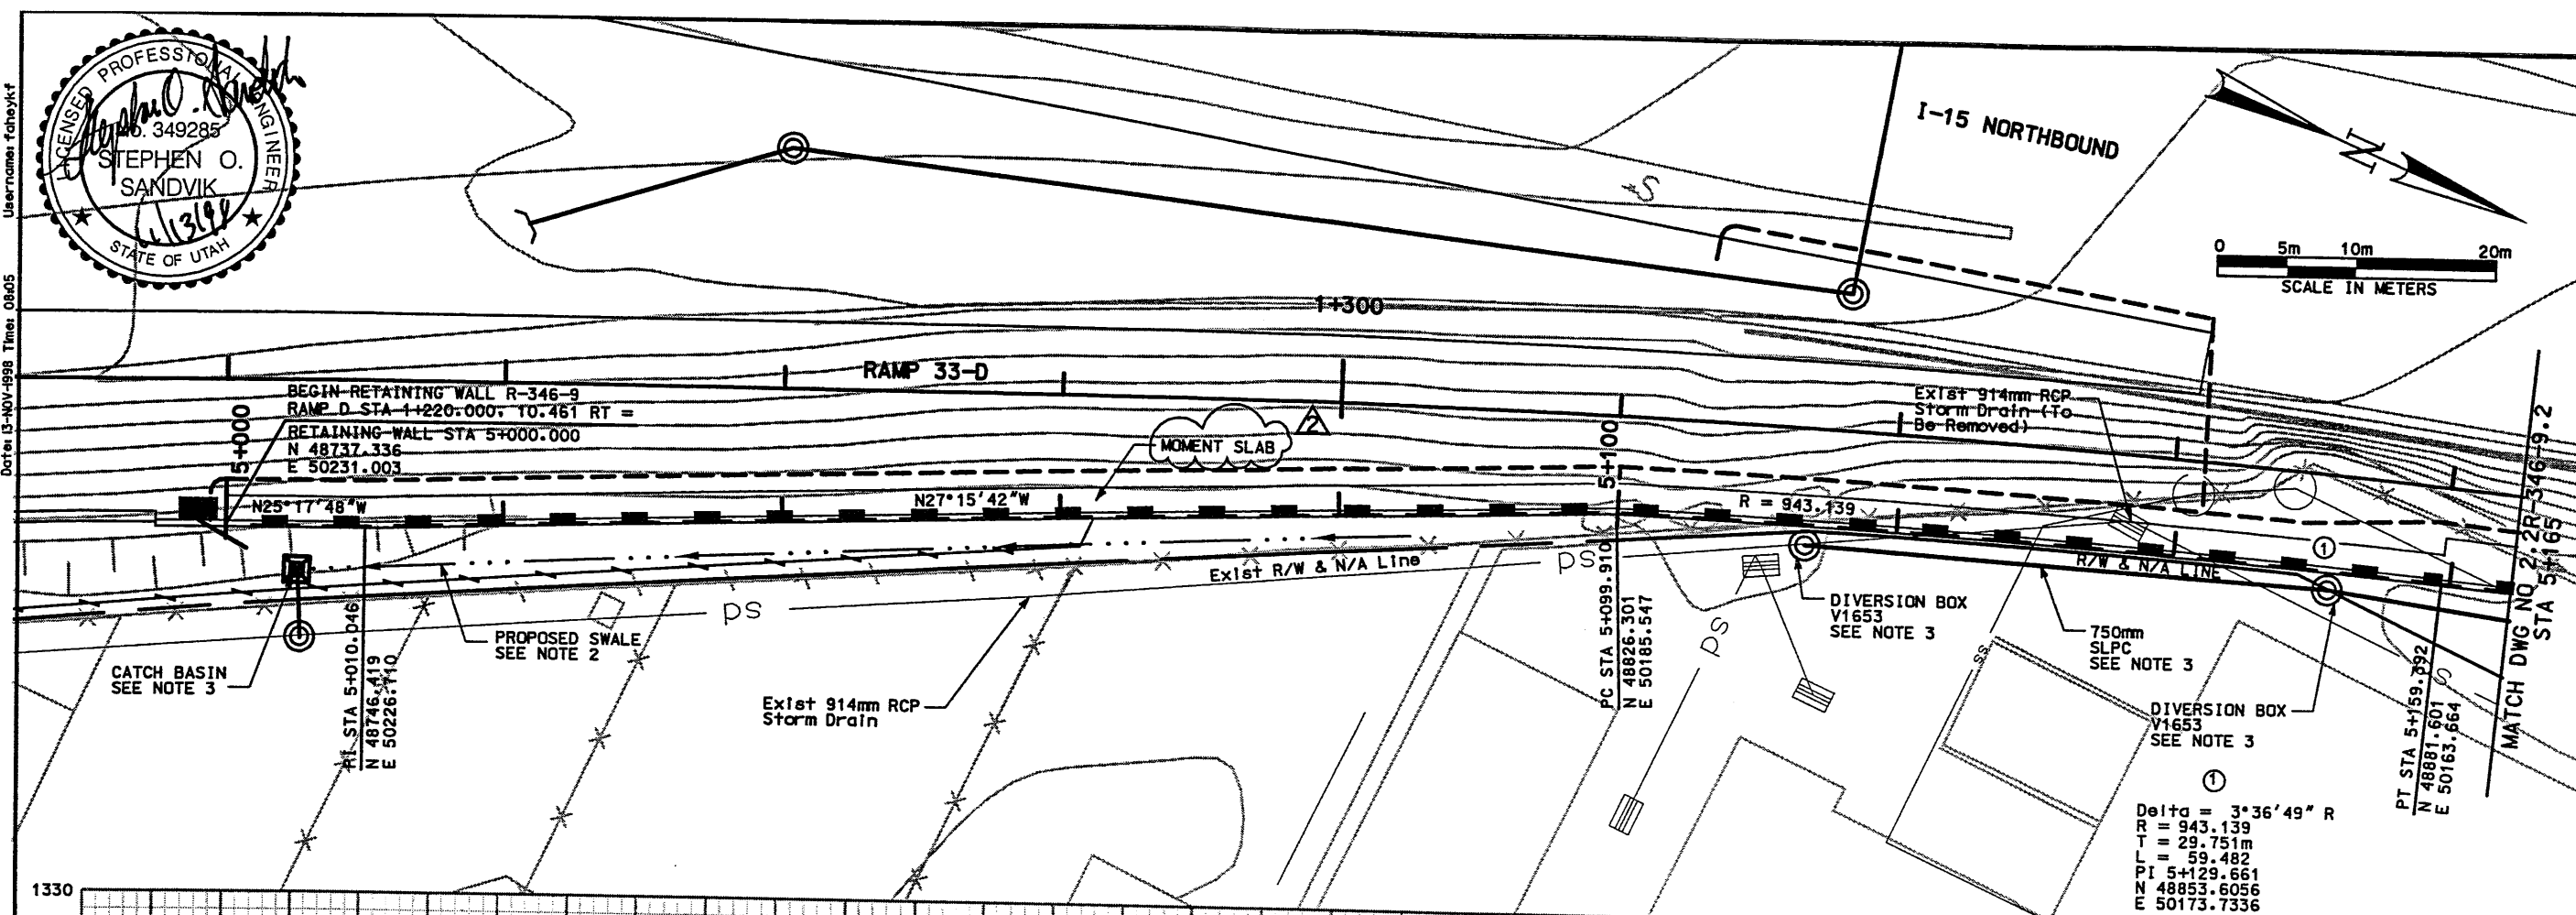 Username: faheykf
Date: 13-NOV-1998 Time: 08:05
LICENSED PROFESSIONAL ENGINEER
No. 349285
STEPHEN O.
SANDVIK
11/13/98
STATE OF UTAH
I-15 NORTHBOUND
N
0 5m 10m 20m
SCALE IN METERS
S
1+300
RAMP 33-D
BEGIN RETAINING WALL R-346-9
RAMP D STA 1+220.000, 10.461 RT =
RETAINING WALL STA 5+000.000
N 48737.336
E 50231.003
5+000
MOMENT SLAB
2
5+100
Exist 914mm RCP
Storm Drain (To
Be Removed)
N25°17'48"W
N27°15'42"W
R = 943.139
1
Exist R/W & N/A Line
R/W & N/A LINE
PS
PS
PS
SS
S
CATCH BASIN
SEE NOTE 3
PI STA 5+010.046
N 48746.419
E 50226.710
PROPOSED SWALE
SEE NOTE 2
Exist 914mm RCP
Storm Drain
PC STA 5+099.910
N 48826.301
E 50185.547
DIVERSION BOX
V1653
SEE NOTE 3
750mm
SLPC
SEE NOTE 3
DIVERSION BOX
V1653
SEE NOTE 3
PT STA 5+159.392
N 48881.601
E 50163.664
MATCH DWG NO 2.2R-346-9.2
STA 5+165
1
Delta = 3°36'49" R
R = 943.139
T = 29.751m
L = 59.482
PI 5+129.661
N 48853.6056
E 50173.7336
1330